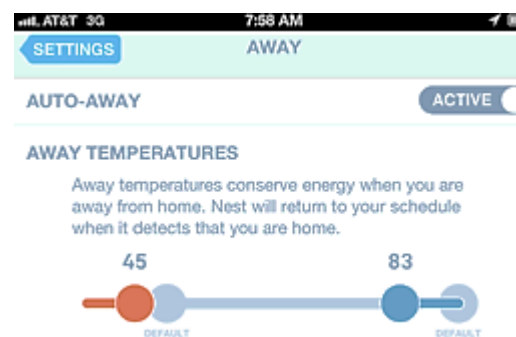 AT&T 3G 7:58 AM
SETTINGS AWAY
AUTO-AWAY ACTIVE
AWAY TEMPERATURES
Away temperatures conserve energy when you are
away from home. Nest will return to your schedule
when it detects that you are home.
45 83
DEFAULT DEFAULT